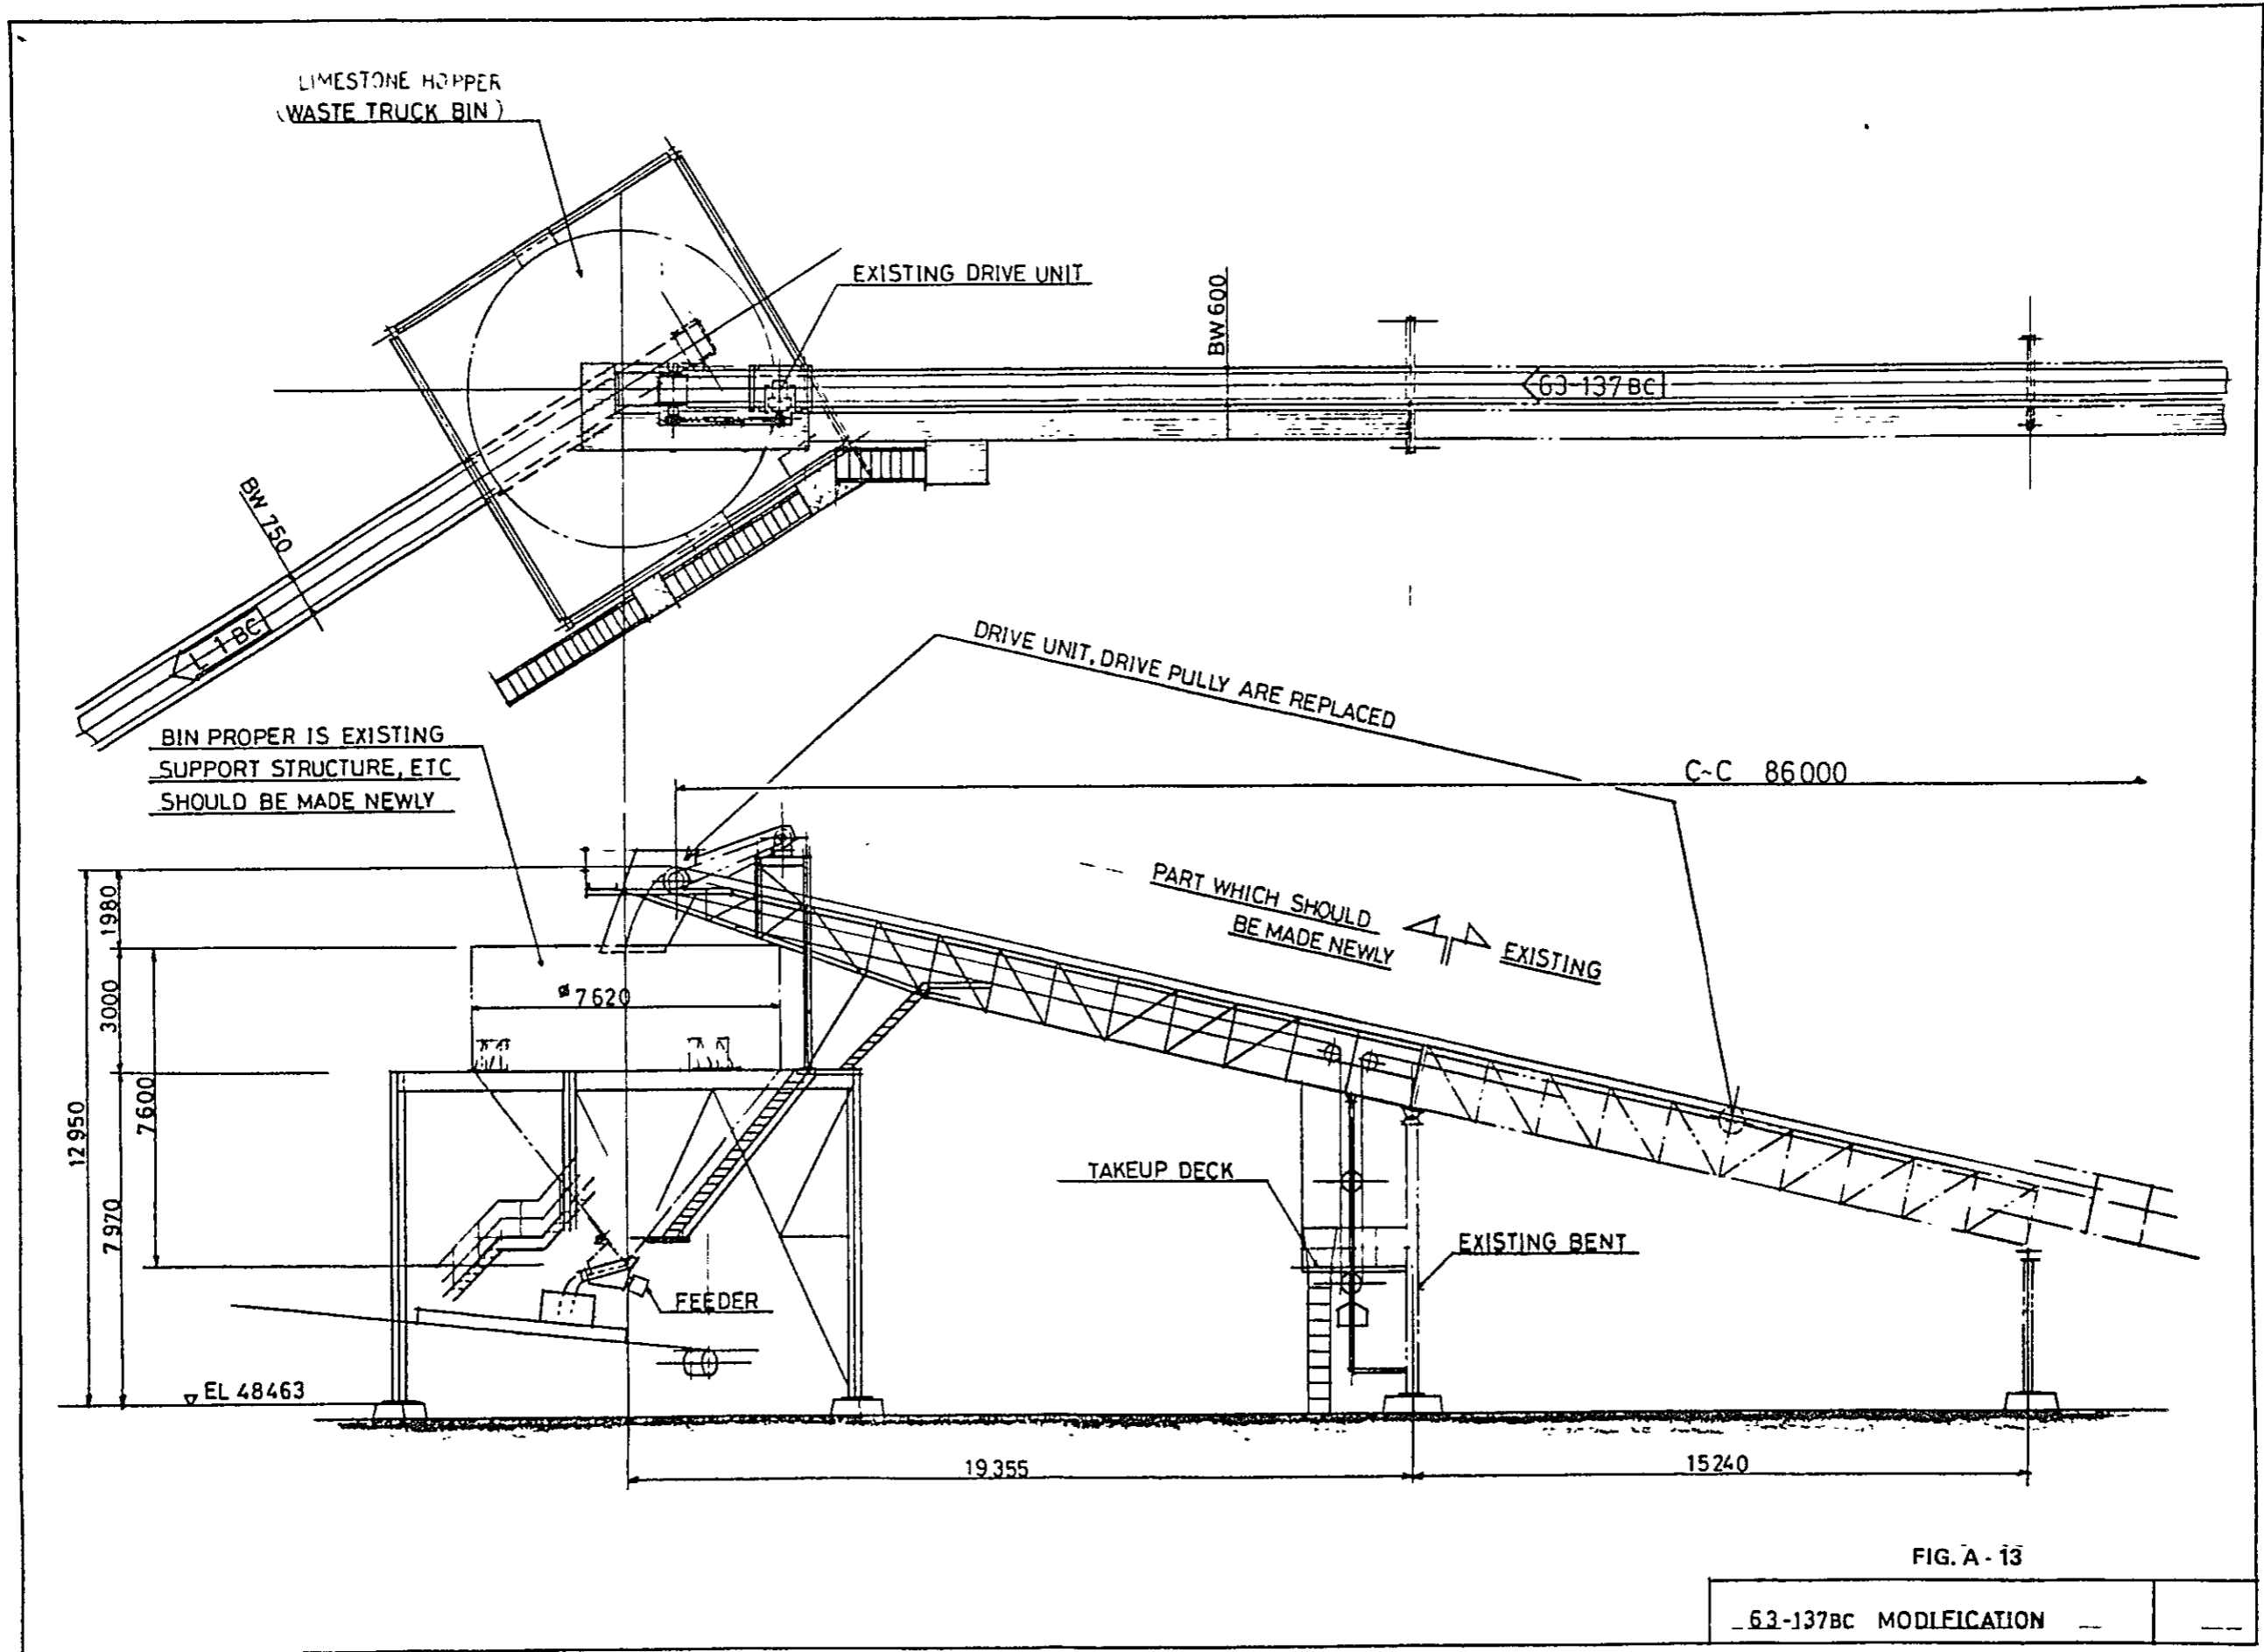 LIMESTONE HOPPER
(WASTE TRUCK BIN)
EXISTING DRIVE UNIT
BW 600
63-137 BC
BW 750
L-1 BC
DRIVE UNIT, DRIVE PULLY ARE REPLACED
BIN PROPER IS EXISTING
SUPPORT STRUCTURE, ETC
SHOULD BE MADE NEWLY
C~C 86000
PART WHICH SHOULD
BE MADE NEWLY
EXISTING
1980
3000
7970
12950
7600
ø7620
TAKEUP DECK
EXISTING BENT
FEEDER
EL 48463
19355
15240
FIG. A - 13
63-137BC MODIFICATION